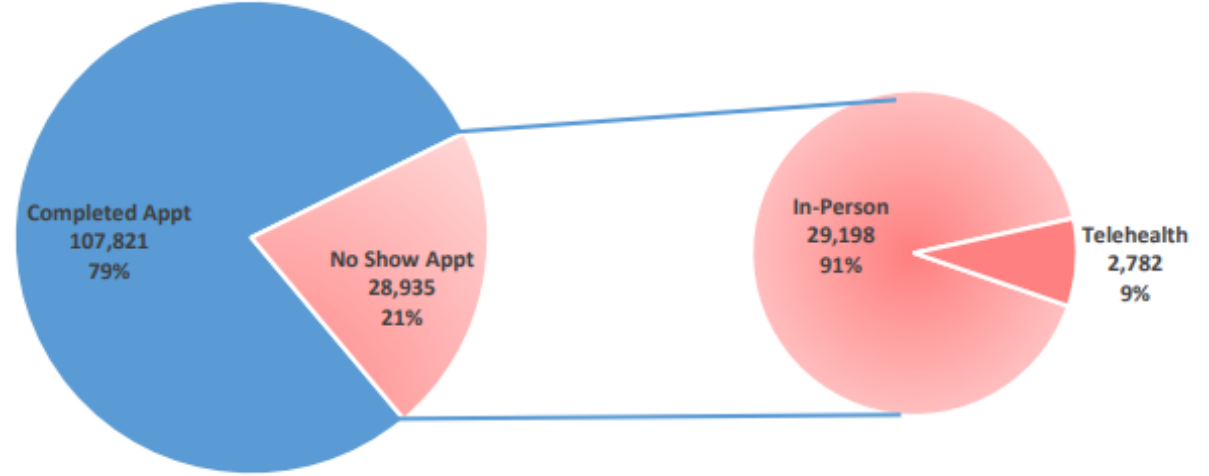 Completed Appt
107,821
79%
No Show Appt
28,935
21%
In-Person
29,198
91%
Telehealth
2,782
9%